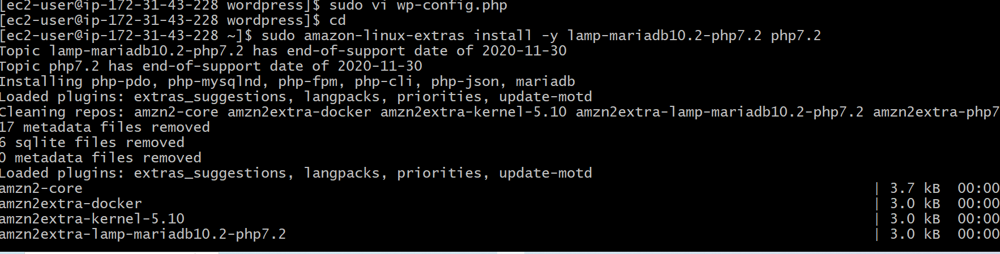 [ec2-user@ip-172-31-43-228 wordpress]$ sudo vi wp-config.php
[ec2-user@ip-172-31-43-228 wordpress]$ cd
[ec2-user@ip-172-31-43-228 ~]$ sudo amazon-linux-extras install -y lamp-mariadb10.2-php7.2 php7.2
Topic lamp-mariadb10.2-php7.2 has end-of-support date of 2020-11-30
Topic php7.2 has end-of-support date of 2020-11-30
Installing php-pdo, php-mysqlnd, php-fpm, php-cli, php-json, mariadb
Loaded plugins: extras_suggestions, langpacks, priorities, update-motd
Cleaning repos: amzn2-core amzn2extra-docker amzn2extra-kernel-5.10 amzn2extra-lamp-mariadb10.2-php7.2 amzn2extra-php7
17 metadata files removed
6 sqlite files removed
0 metadata files removed
Loaded plugins: extras_suggestions, langpacks, priorities, update-motd
amzn2-core | 3.7 kB 00:00
amzn2extra-docker | 3.0 kB 00:00
amzn2extra-kernel-5.10 | 3.0 kB 00:00
amzn2extra-lamp-mariadb10.2-php7.2 | 3.0 kB 00:00